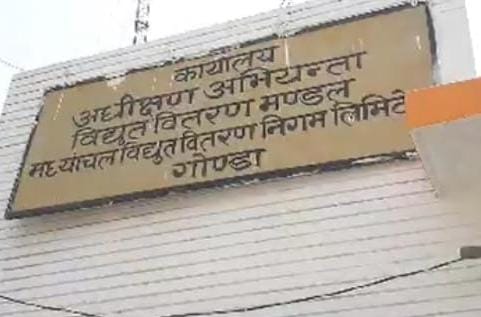 कार्यालय
अधीक्षण अभियन्ता
विद्युत वितरण मण्डल
मध्यांचल विद्युत वितरण निगम लिमिटे
गोण्डा